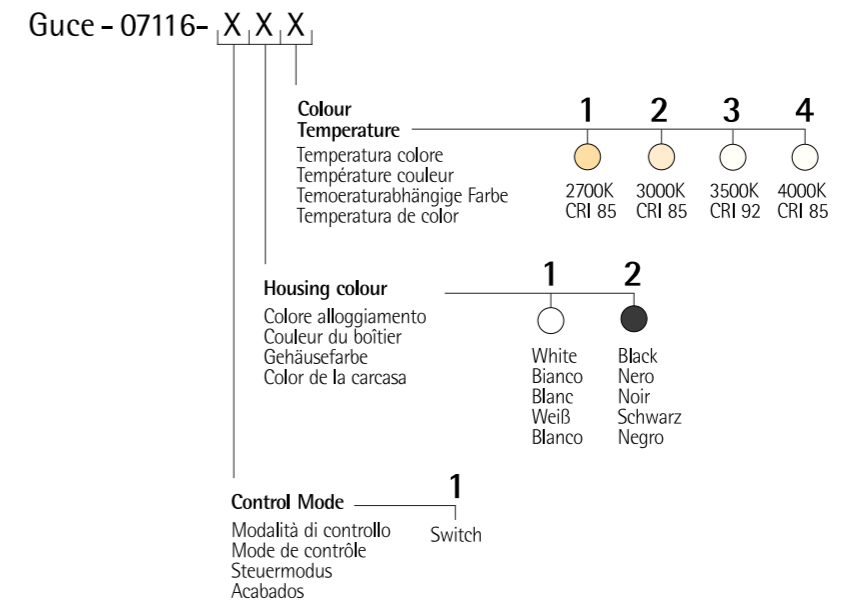 Guce - 07116- X X X
Colour
Temperature
Temperatura colore
Température couleur
Temoeraturabhängige Farbe
Temperatura de color
1 2 3 4
2700K 3000K 3500K 4000K
CRI 85 CRI 85 CRI 92 CRI 85
Housing colour
Colore alloggiamento
Couleur du boîtier
Gehäusefarbe
Color de la carcasa
1 2
White Black
Bianco Nero
Blanc Noir
Weiß Schwarz
Blanco Negro
Control Mode
Modalità di controllo
Mode de contrôle
Steuermodus
Acabados
1
Switch